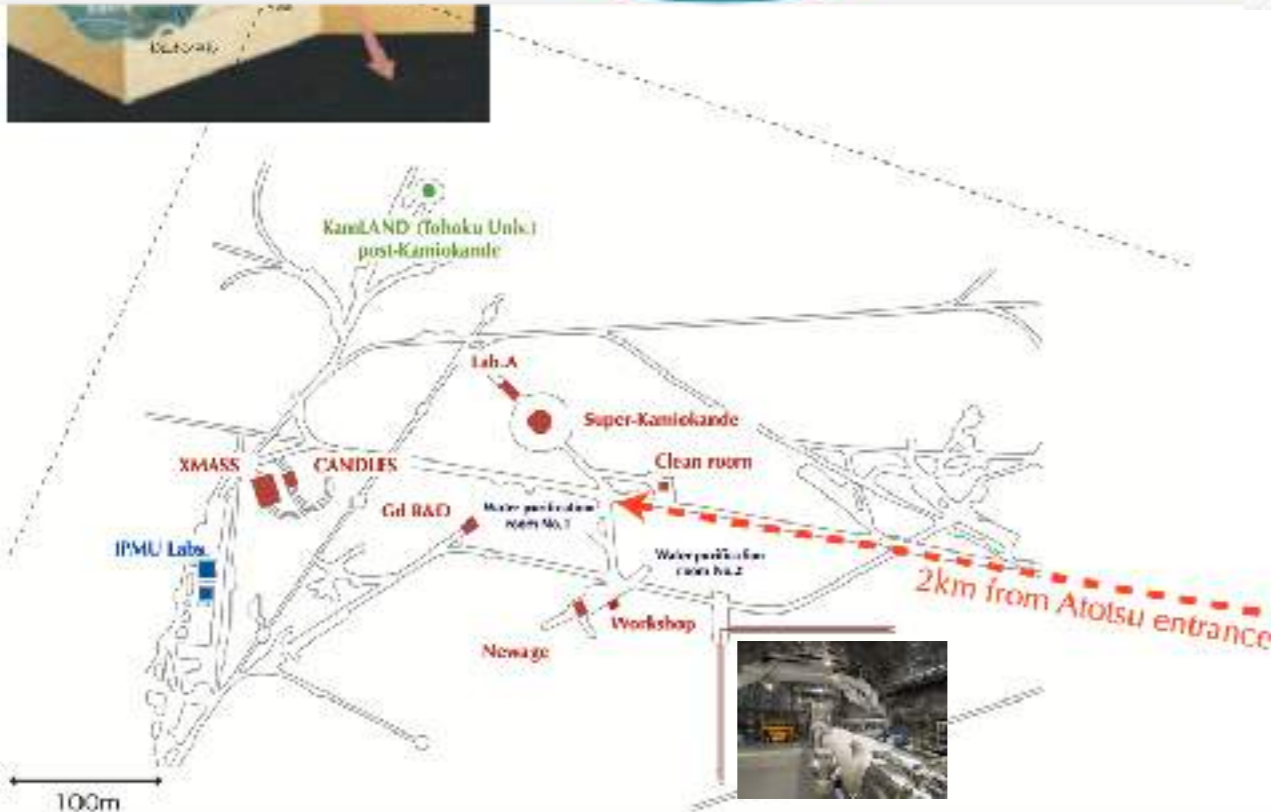 KamLAND (Tohoku Univ.)
post-Kamiokande
Lab.A
Super-Kamiokande
Clean room
XMASS
CANDLES
Gd R&D
Water purification
room No.1
IPMU Labs.
Water purification
room No.2
2km from Atotsu entrance
Workshop
Newage
100m